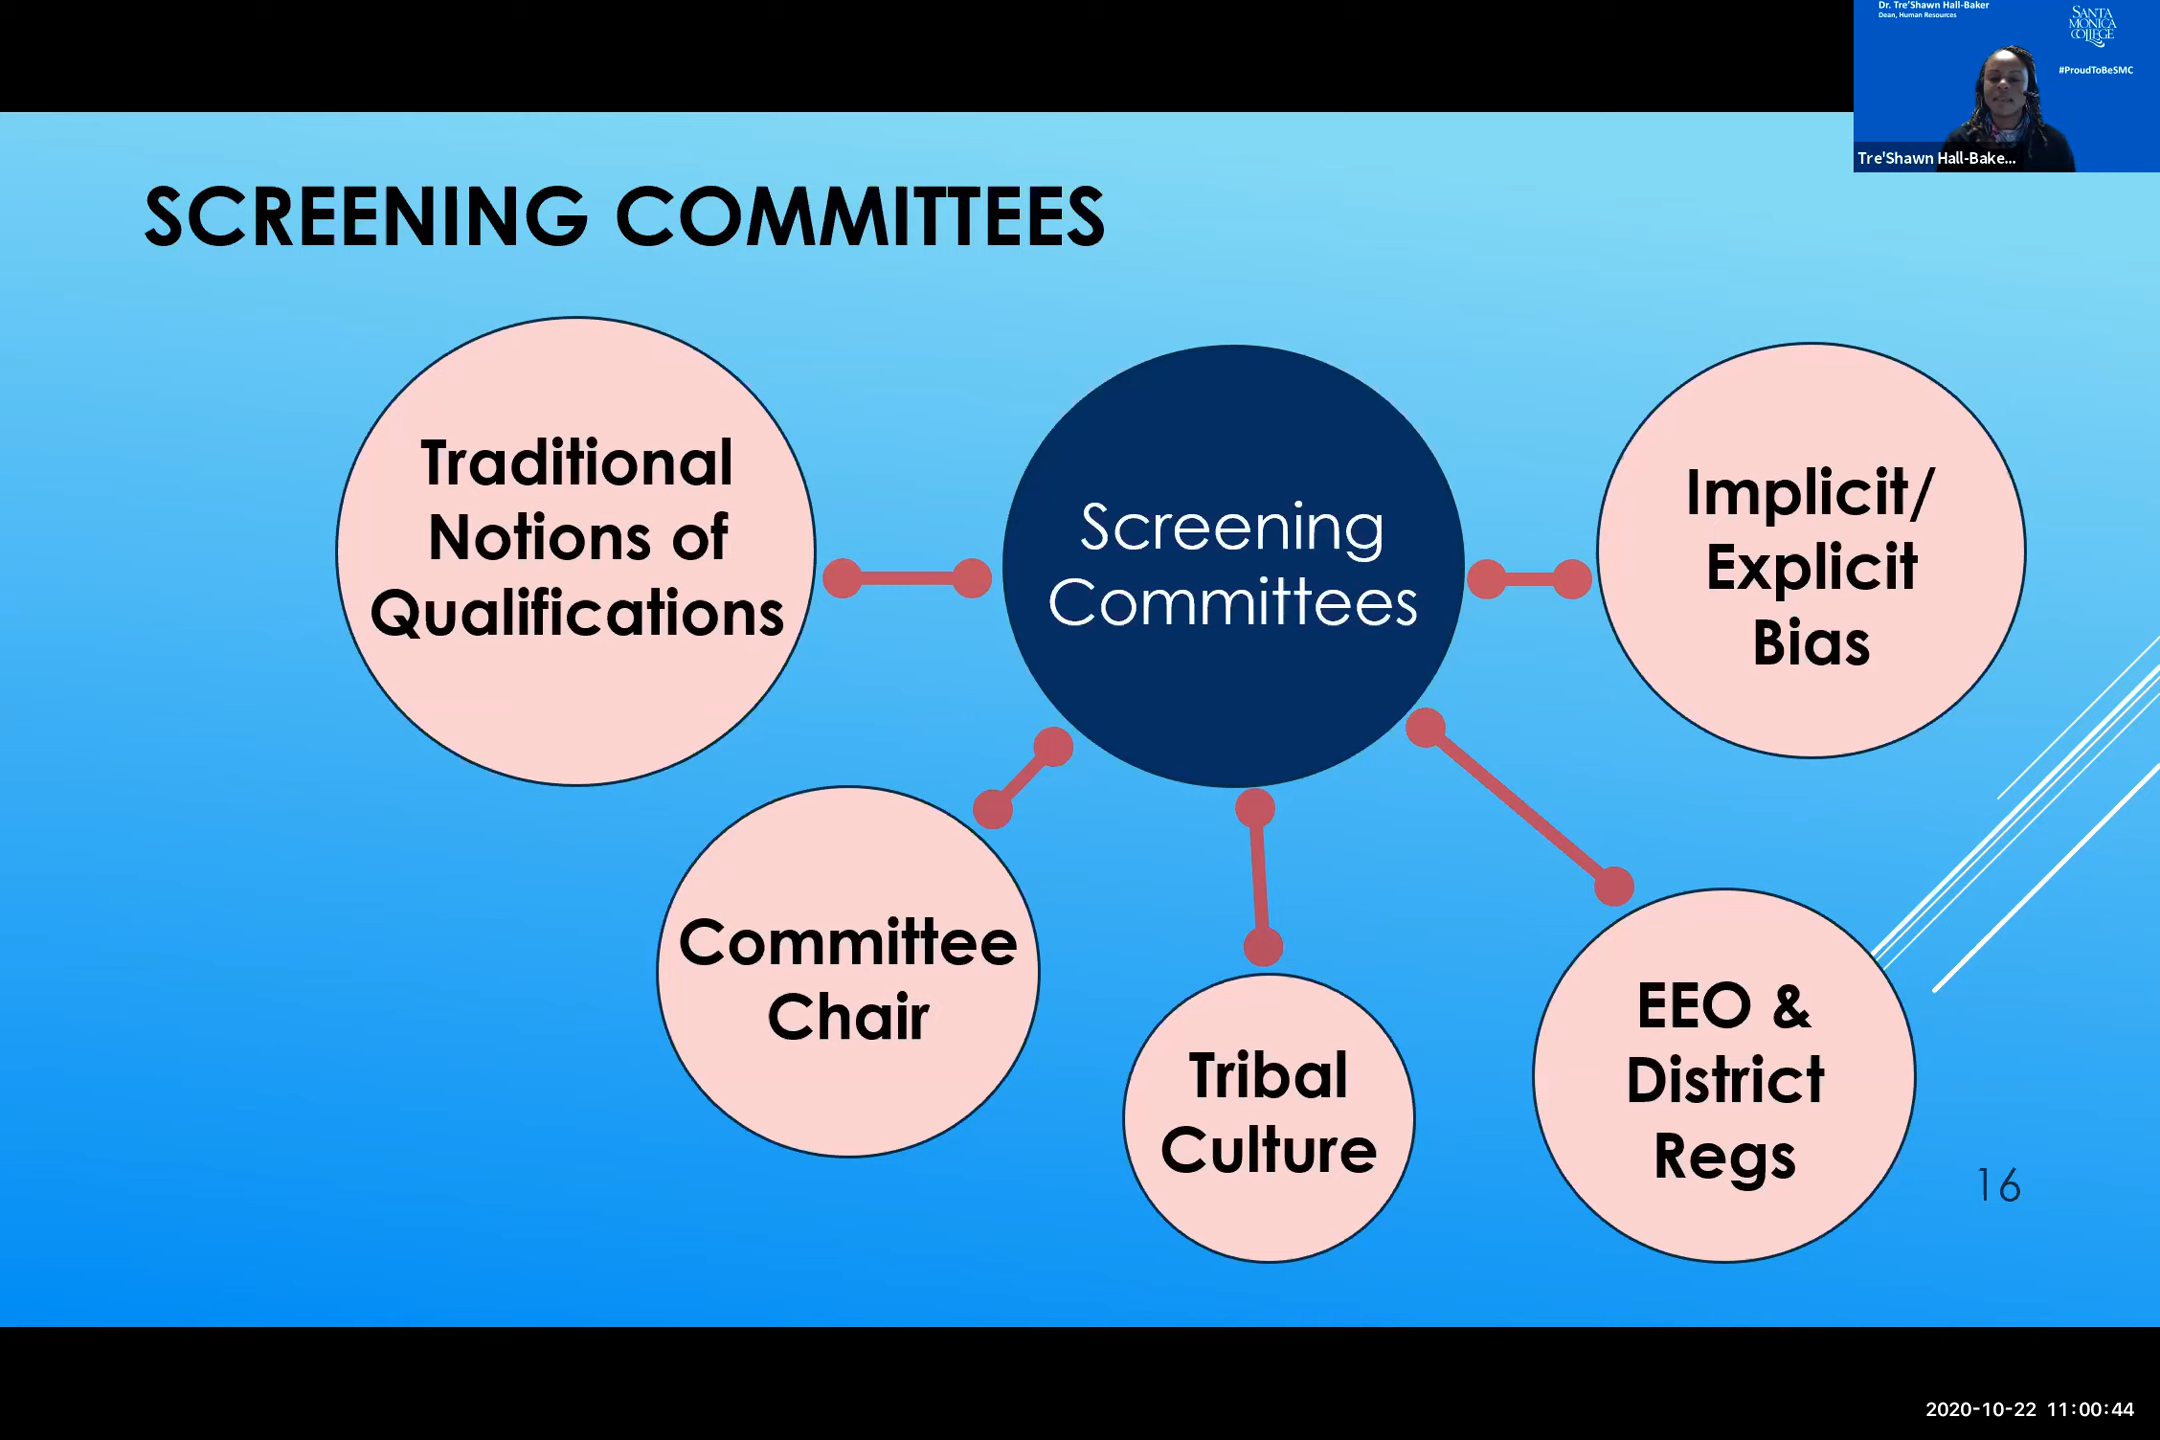 Dr. Tre'Shawn Hall-Baker
Dean, Human Resources
SANTA
MONICA
COLLEGE
#ProudToBeSMC
Tre'Shawn Hall-Bake...
SCREENING COMMITTEES
Traditional
Notions of
Qualifications
Screening
Committees
Implicit/
Explicit
Bias
Committee
Chair
Tribal
Culture
EEO &
District
Regs
16
2020-10-22 11:00:44